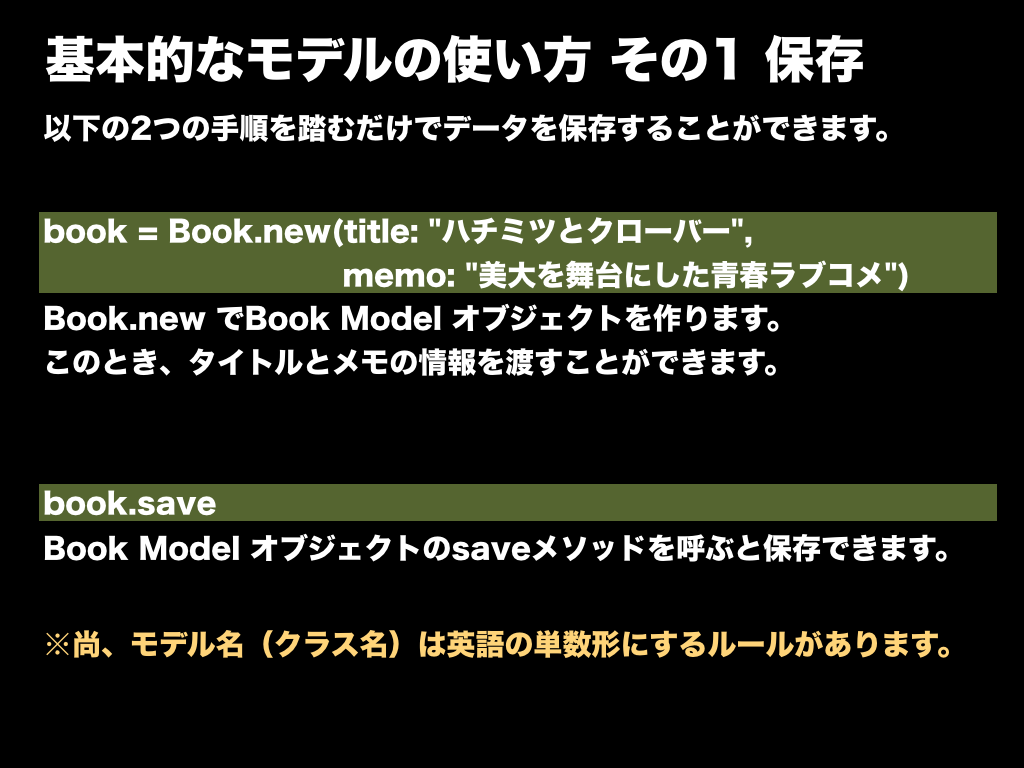 基本的なモデルの使い方 その1 保存
以下の2つの手順を踏むだけでデータを保存することができます。
book = Book.new(title: "ハチミツとクローバー",
memo: "美大を舞台にした青春ラブコメ")
Book.new でBook Model オブジェクトを作ります。
このとき、タイトルとメモの情報を渡すことができます。
book.save
Book Model オブジェクトのsaveメソッドを呼ぶと保存できます。
※尚、モデル名（クラス名）は英語の単数形にするルールがあります。